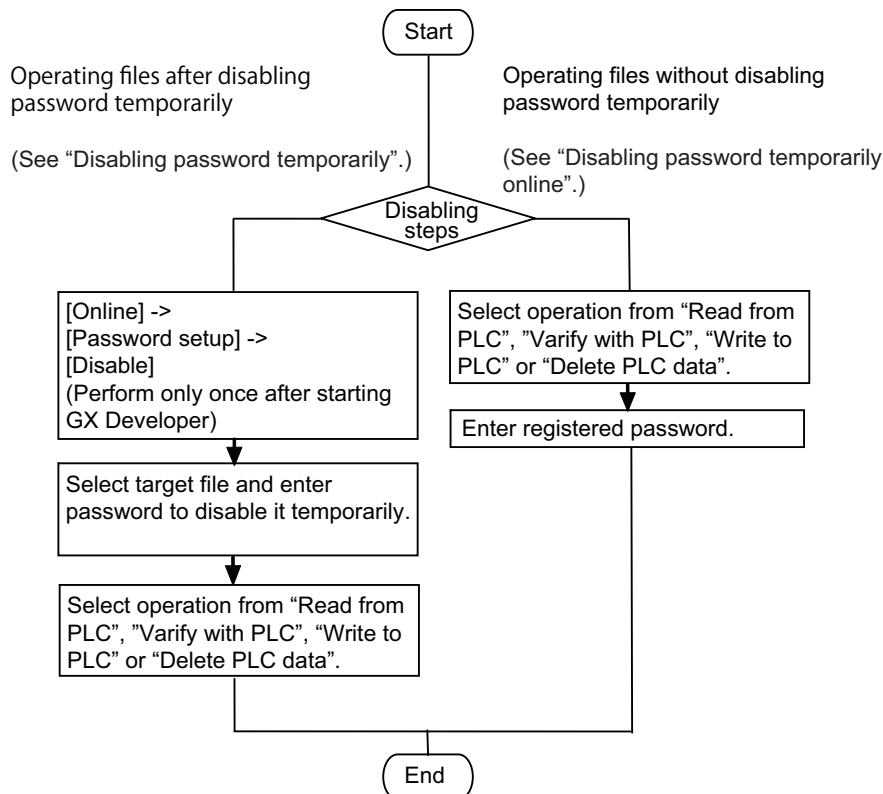 Start
Operating files after disabling
password temporarily
(See “Disabling password temporarily”.)
Operating files without disabling
password temporarily
(See “Disabling password temporarily
online”.)
Disabling
steps
[Online] ->
[Password setup] ->
[Disable]
(Perform only once after starting
GX Developer)
Select target file and enter
password to disable it temporarily.
Select operation from “Read from
PLC”, ”Varify with PLC”, “Write to
PLC” or “Delete PLC data”.
Select operation from “Read from
PLC”, ”Varify with PLC”, “Write to
PLC” or “Delete PLC data”.
Enter registered password.
End